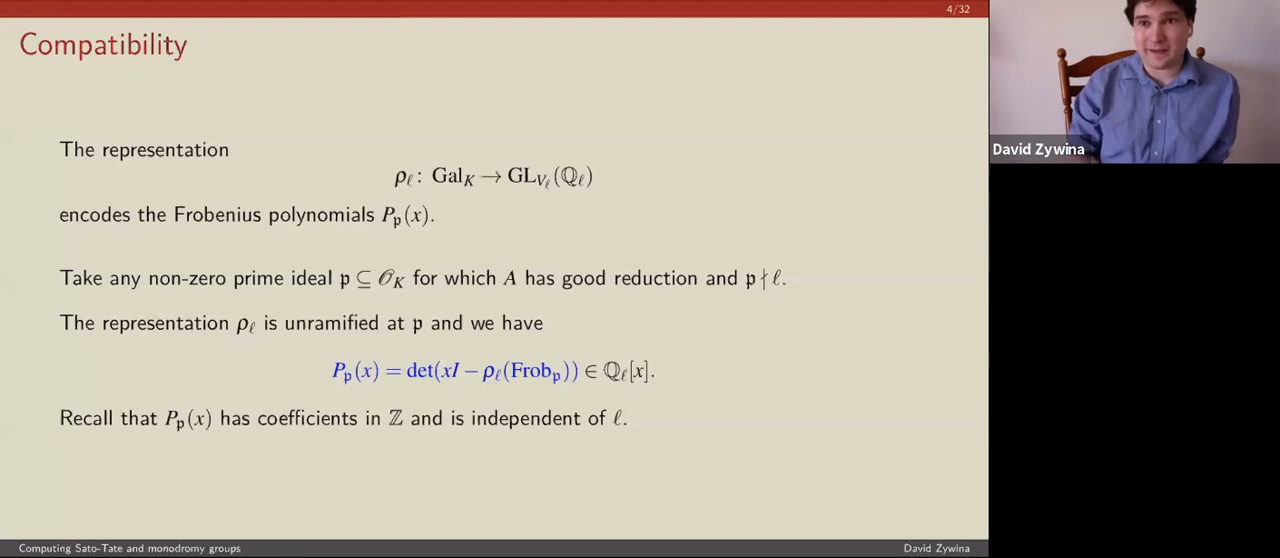 4/32
Compatibility
The representation
ρℓ : Gal_K → GL_{V_ℓ}(ℚ_ℓ)
encodes the Frobenius polynomials P_𝔭(x).
Take any non-zero prime ideal 𝔭 ⊆ 𝒪_K for which A has good reduction and 𝔭 ∤ ℓ.
The representation ρ_ℓ is unramified at 𝔭 and we have
P_𝔭(x) = det(xI − ρ_ℓ(Frob_𝔭)) ∈ ℚ_ℓ[x].
Recall that P_𝔭(x) has coefficients in ℤ and is independent of ℓ.
Computing Sato-Tate and monodromy groups
David Zywina
David Zywina